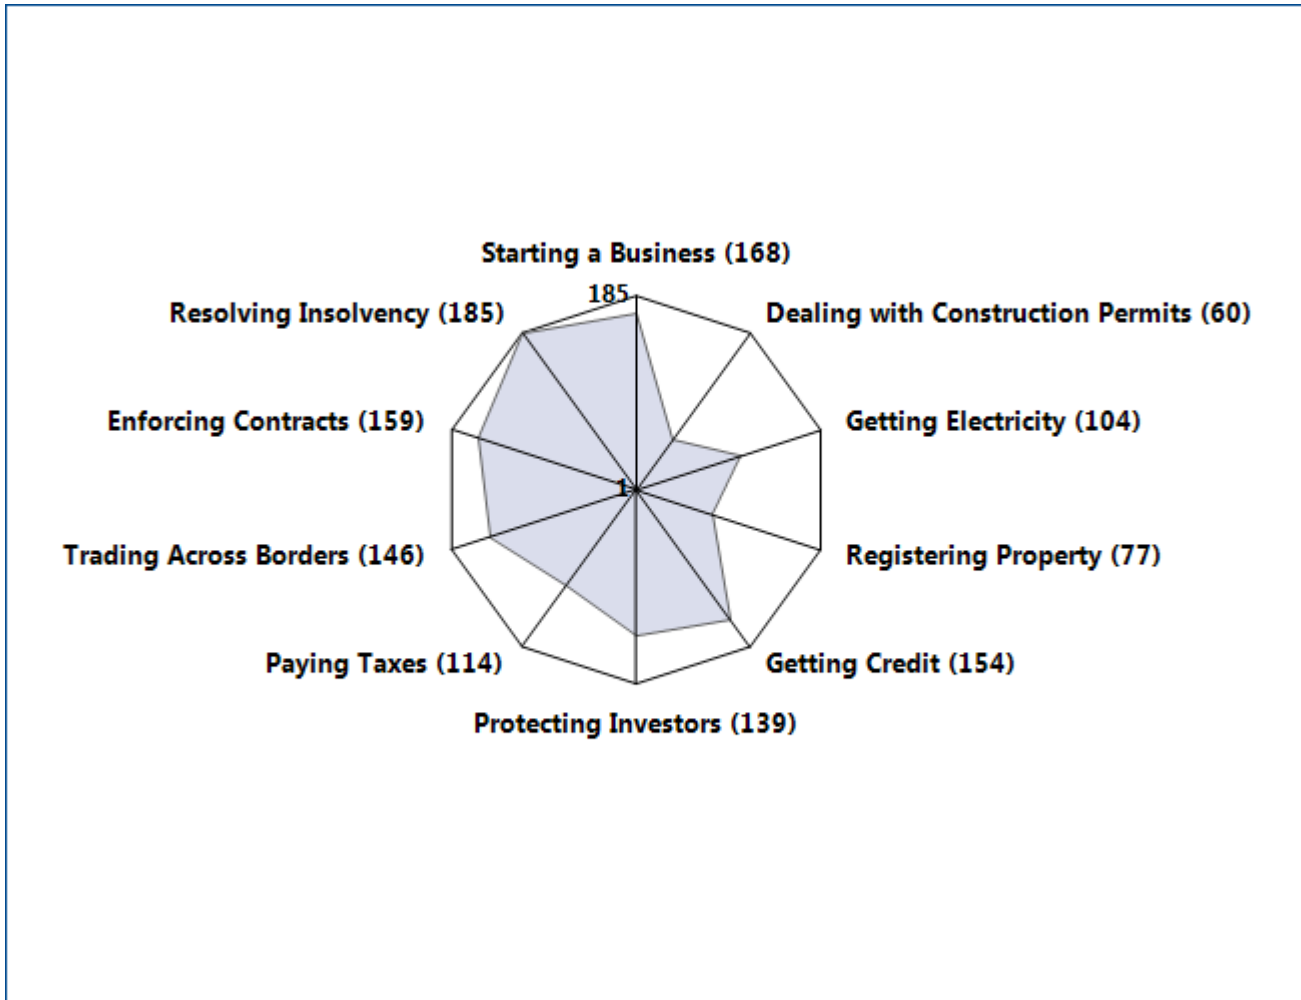 Starting a Business (168)
185
Resolving Insolvency (185)
Dealing with Construction Permits (60)
Enforcing Contracts (159)
Getting Electricity (104)
1
Trading Across Borders (146)
Registering Property (77)
Paying Taxes (114)
Getting Credit (154)
Protecting Investors (139)